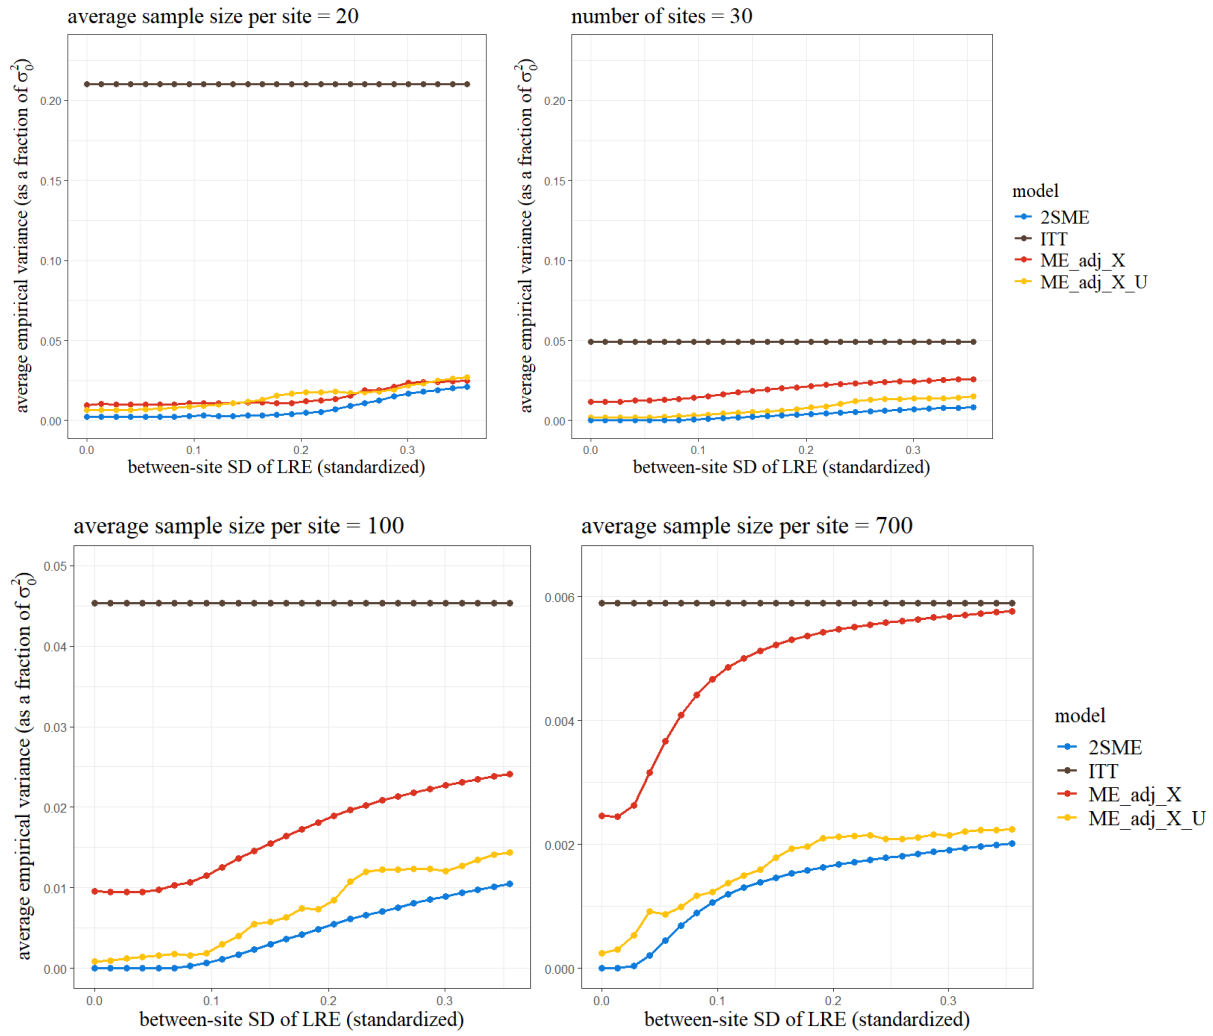 average sample size per site = 20
number of sites = 30
average empirical variance (as a fraction of σ₀²)
0.20
0.15
0.10
0.05
0.00
0.0 0.1 0.2 0.3
between-site SD of LRE (standardized)
average empirical variance (as a fraction of σ₀²)
0.20
0.15
0.10
0.05
0.00
0.0 0.1 0.2 0.3
between-site SD of LRE (standardized)
model
2SME
ITT
ME_adj_X
ME_adj_X_U
average sample size per site = 100
average sample size per site = 700
average empirical variance (as a fraction of σ₀²)
0.05
0.04
0.03
0.02
0.01
0.00
0.0 0.1 0.2 0.3
between-site SD of LRE (standardized)
0.006
0.004
0.002
0.000
0.0 0.1 0.2 0.3
between-site SD of LRE (standardized)
model
2SME
ITT
ME_adj_X
ME_adj_X_U